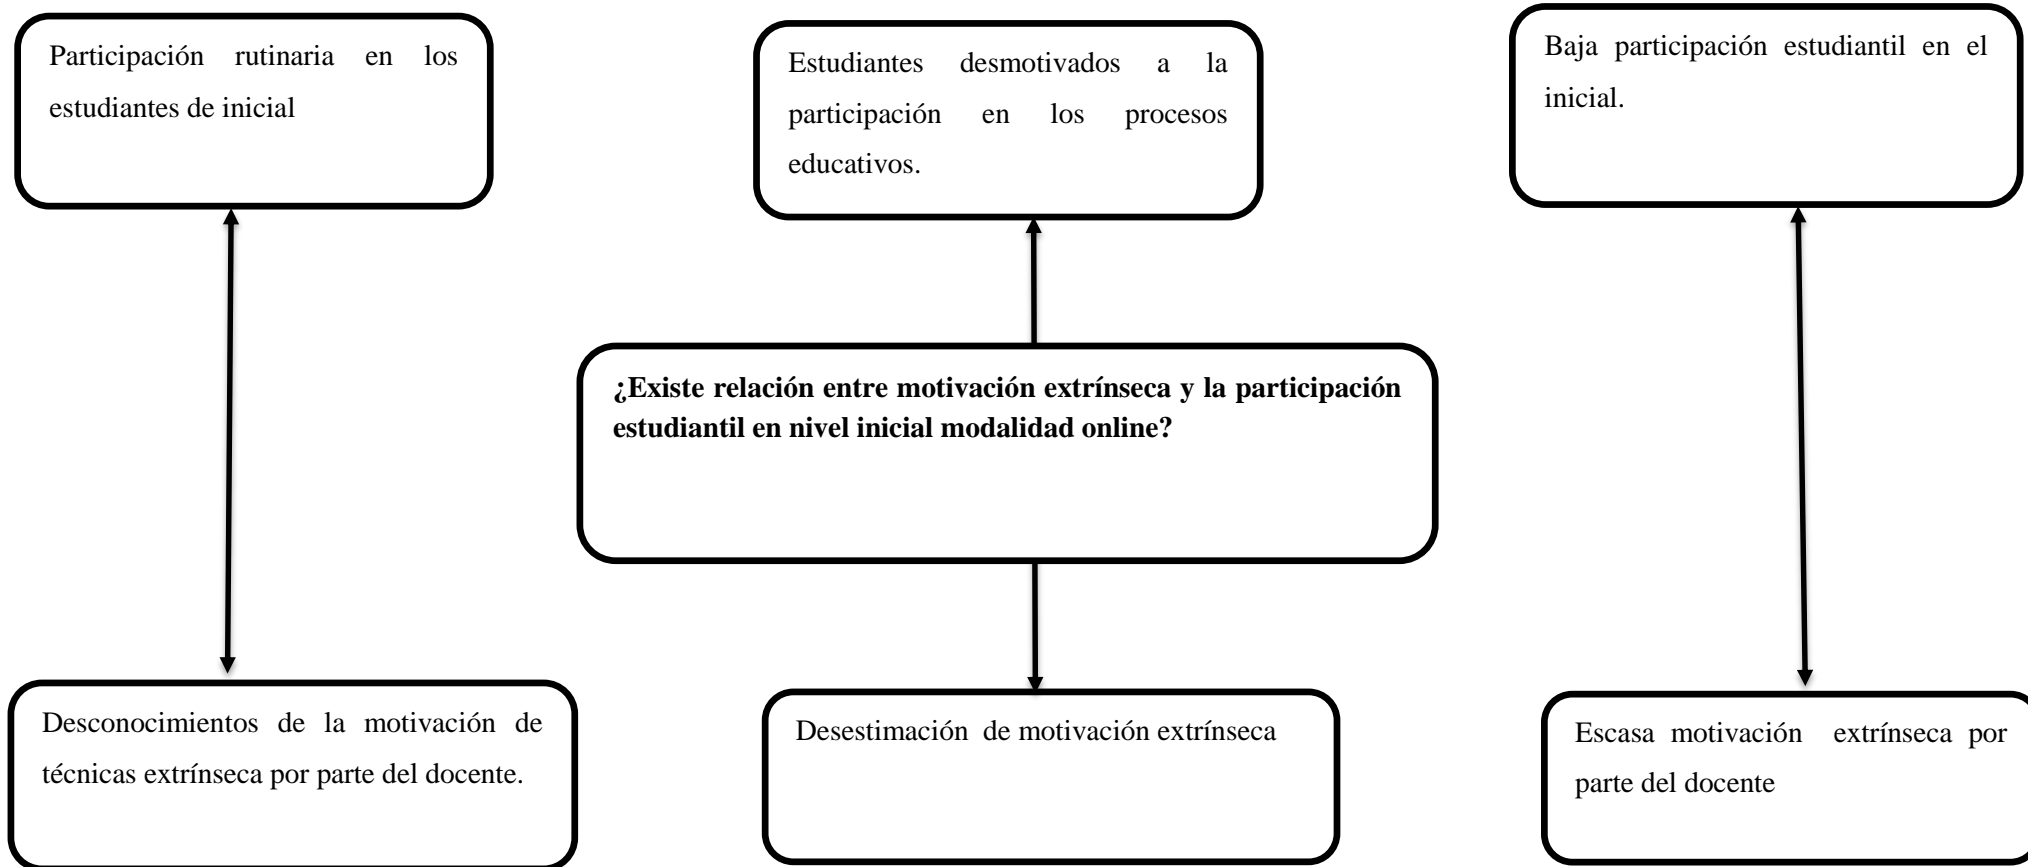 Participación rutinaria en los
estudiantes de inicial
Estudiantes desmotivados a la
participación en los procesos
educativos.
Baja participación estudiantil en el
inicial.
¿Existe relación entre motivación extrínseca y la participación
estudiantil en nivel inicial modalidad online?
Desconocimientos de la motivación de
técnicas extrínseca por parte del docente.
Desestimación de motivación extrínseca
Escasa motivación extrínseca por
parte del docente